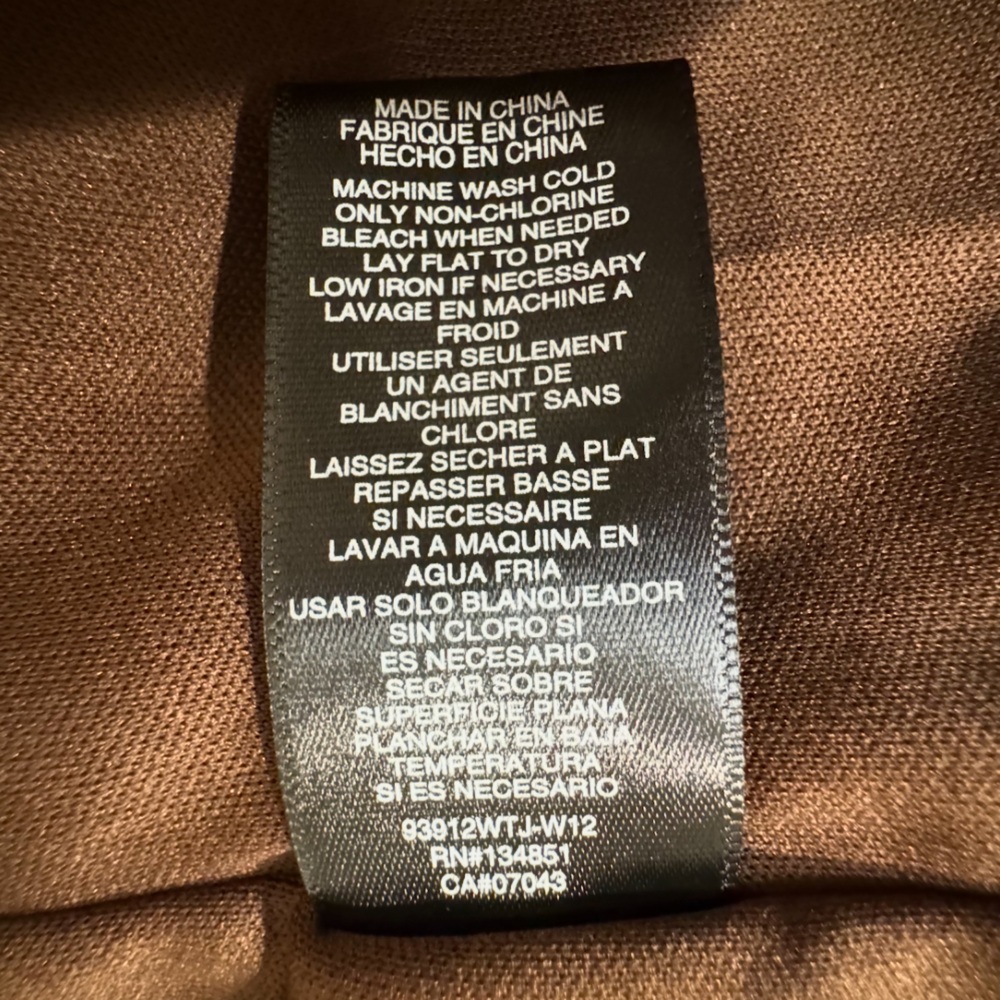 MADE IN CHINA
FABRIQUE EN CHINE
HECHO EN CHINA
MACHINE WASH COLD
ONLY NON-CHLORINE
BLEACH WHEN NEEDED
LAY FLAT TO DRY
LOW IRON IF NECESSARY
LAVAGE EN MACHINE A
FROID
UTILISER SEULEMENT
UN AGENT DE
BLANCHIMENT SANS
CHLORE
LAISSEZ SECHER A PLAT
REPASSER BASSE
SI NECESSAIRE
LAVAR A MAQUINA EN
AGUA FRIA
USAR SOLO BLANQUEADOR
SIN CLORO SI
ES NECESARIO
SECAR SOBRE
SUPERFICIE PLANA
PLANCHAR EN BAJA
TEMPERATURA
SI ES NECESARIO
93912WTJ-W12
RN#134851
CA#07043